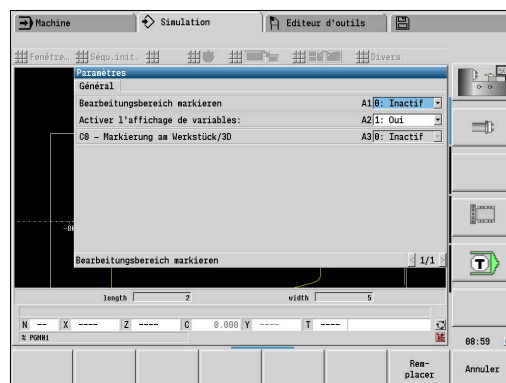 Machine Simulation Editeur d'outils
Fenêtre... Séqu.init. Divers
Paramètres
Général
Bearbeitungsbereich markieren A1 0: Inactif
Activer l'affichage de variables: A2 1: Oui
C0 - Markierung am Werkstück/3D A3 0: Inactif
Bearbeitungsbereich markieren 1/1
length 2 width 5
N -- X ---- Z ---- C 0.000 Y ---- T ----
% PGM01
T
08:59
Rem-
placer
Annuler